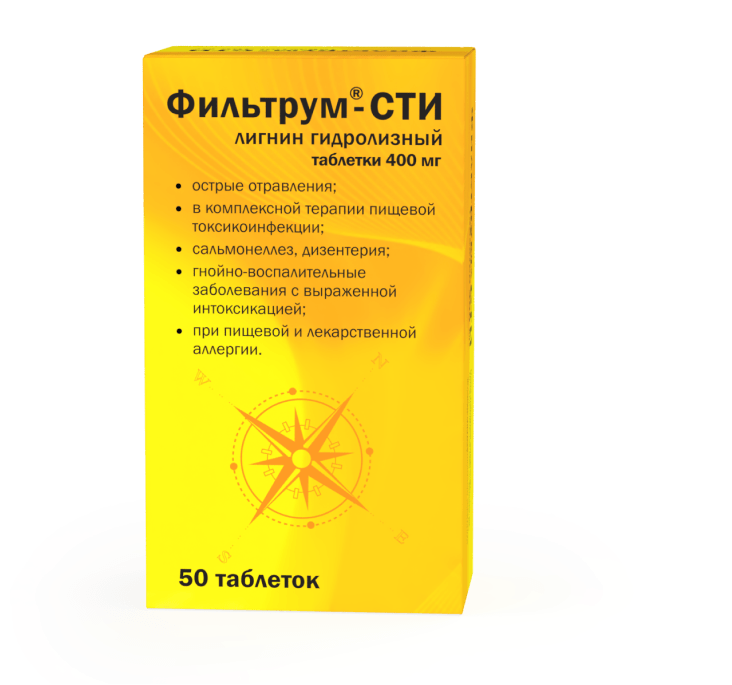 Фильтрум®-СТИ
лигнин гидролизный
таблетки 400 мг
• острые отравления;
• в комплексной терапии пищевой
токсикоинфекции;
• сальмонеллез, дизентерия;
• гнойно-воспалительные
заболевания с выраженной
интоксикацией;
• при пищевой и лекарственной
аллергии.
N
W
E
S
50 таблеток